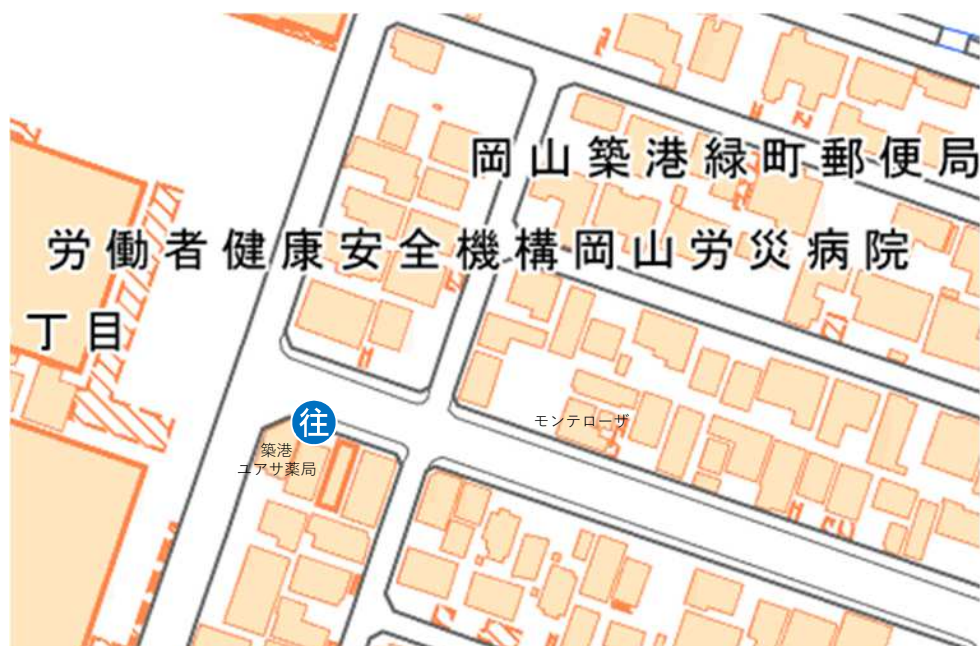 岡山築港緑町郵便局
労働者健康安全機構岡山労災病院
丁目
往
モンテローザ
築港
ユアサ薬局